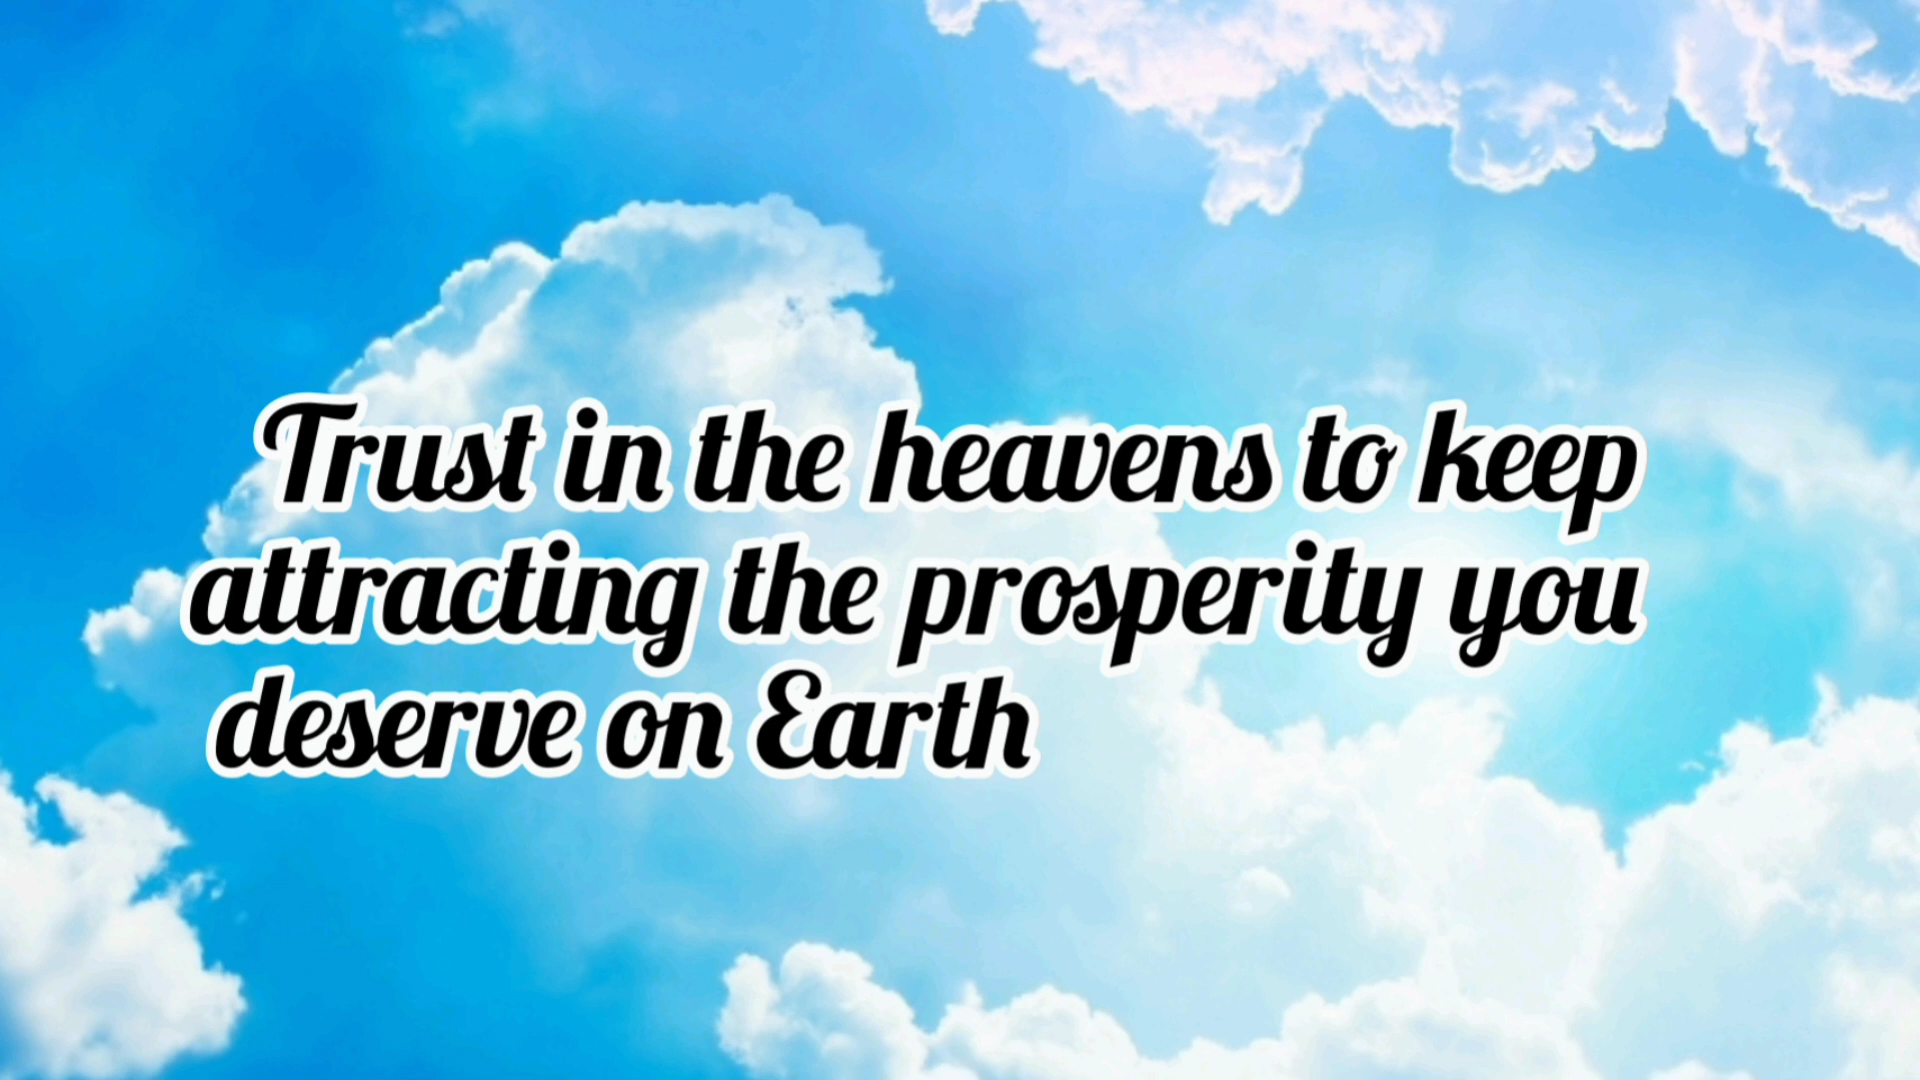 Trust in the heavens to keep
attracting the prosperity you
deserve on Earth